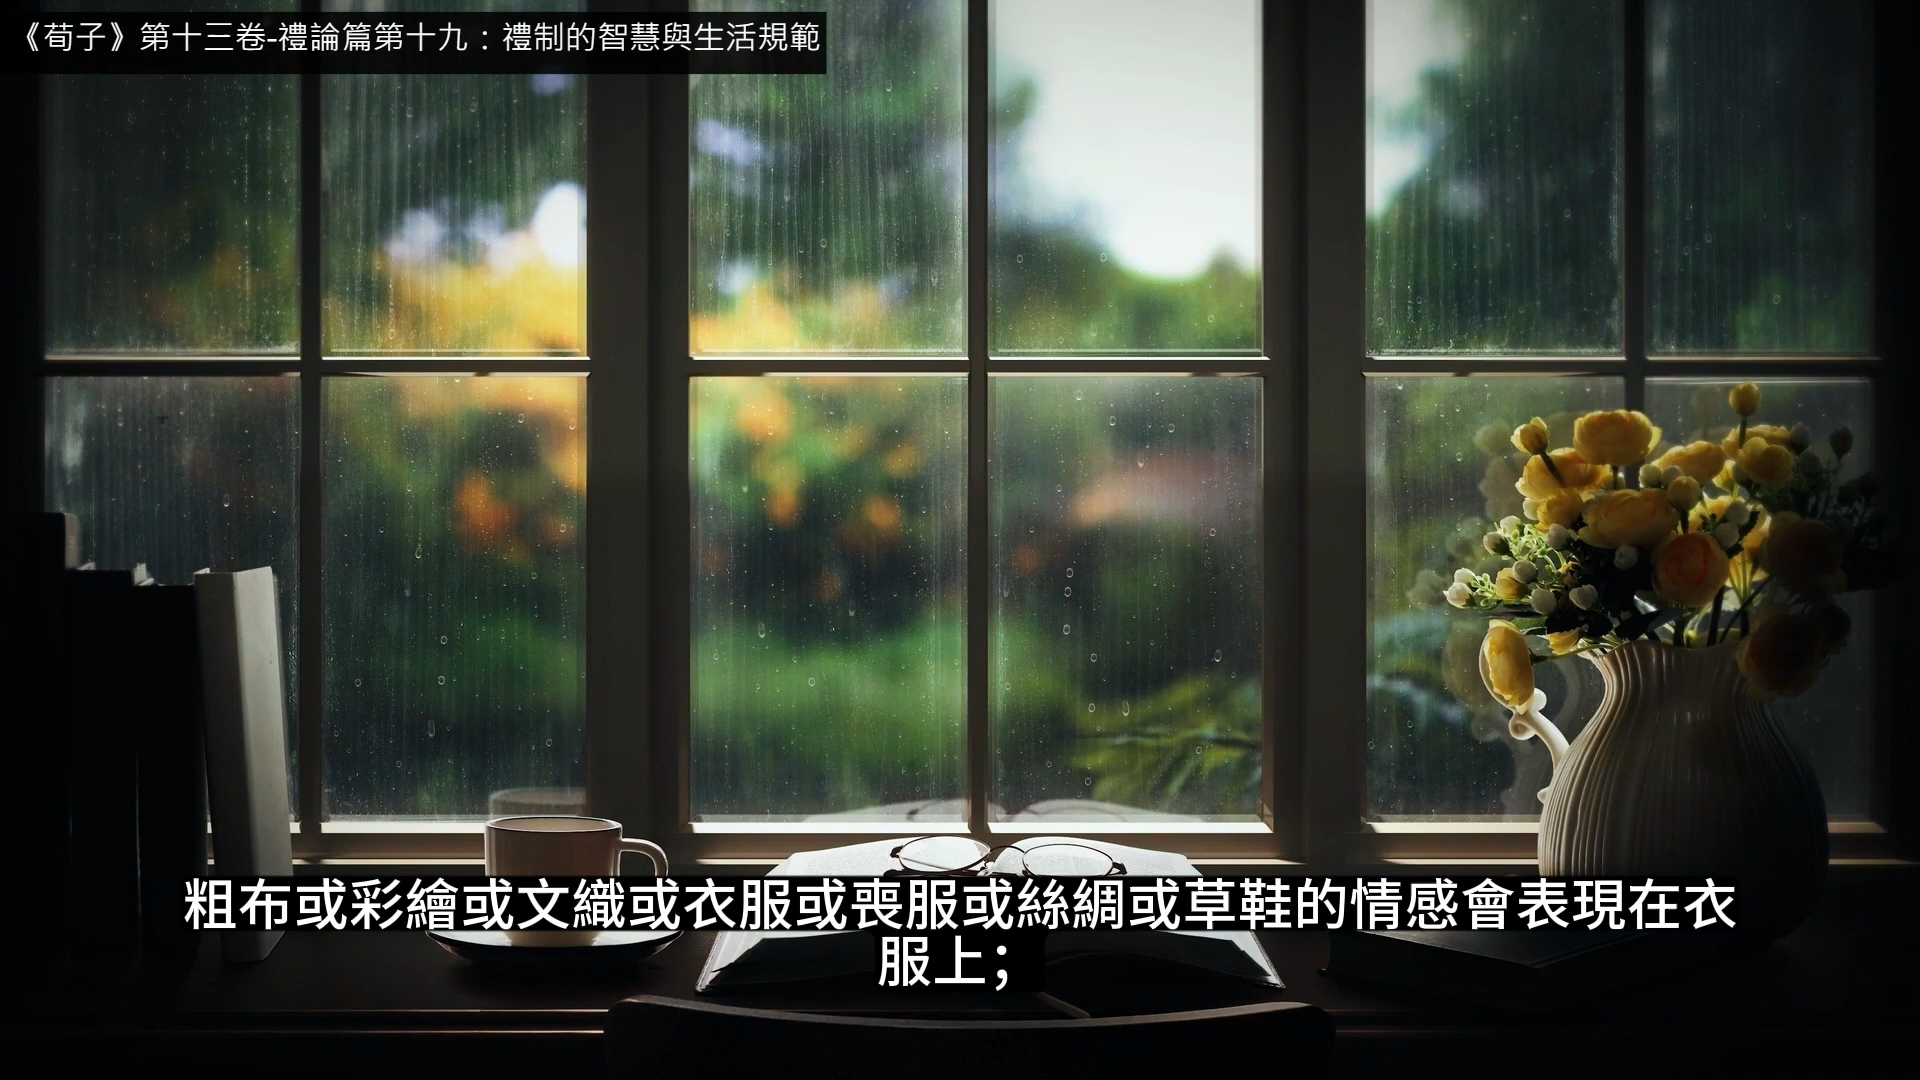 《荀子》第十三卷-禮論篇第十九：禮制的智慧與生活規範
粗布或彩繪或文織或衣服或喪服或絲綢或草鞋的情感會表現在衣
服上；